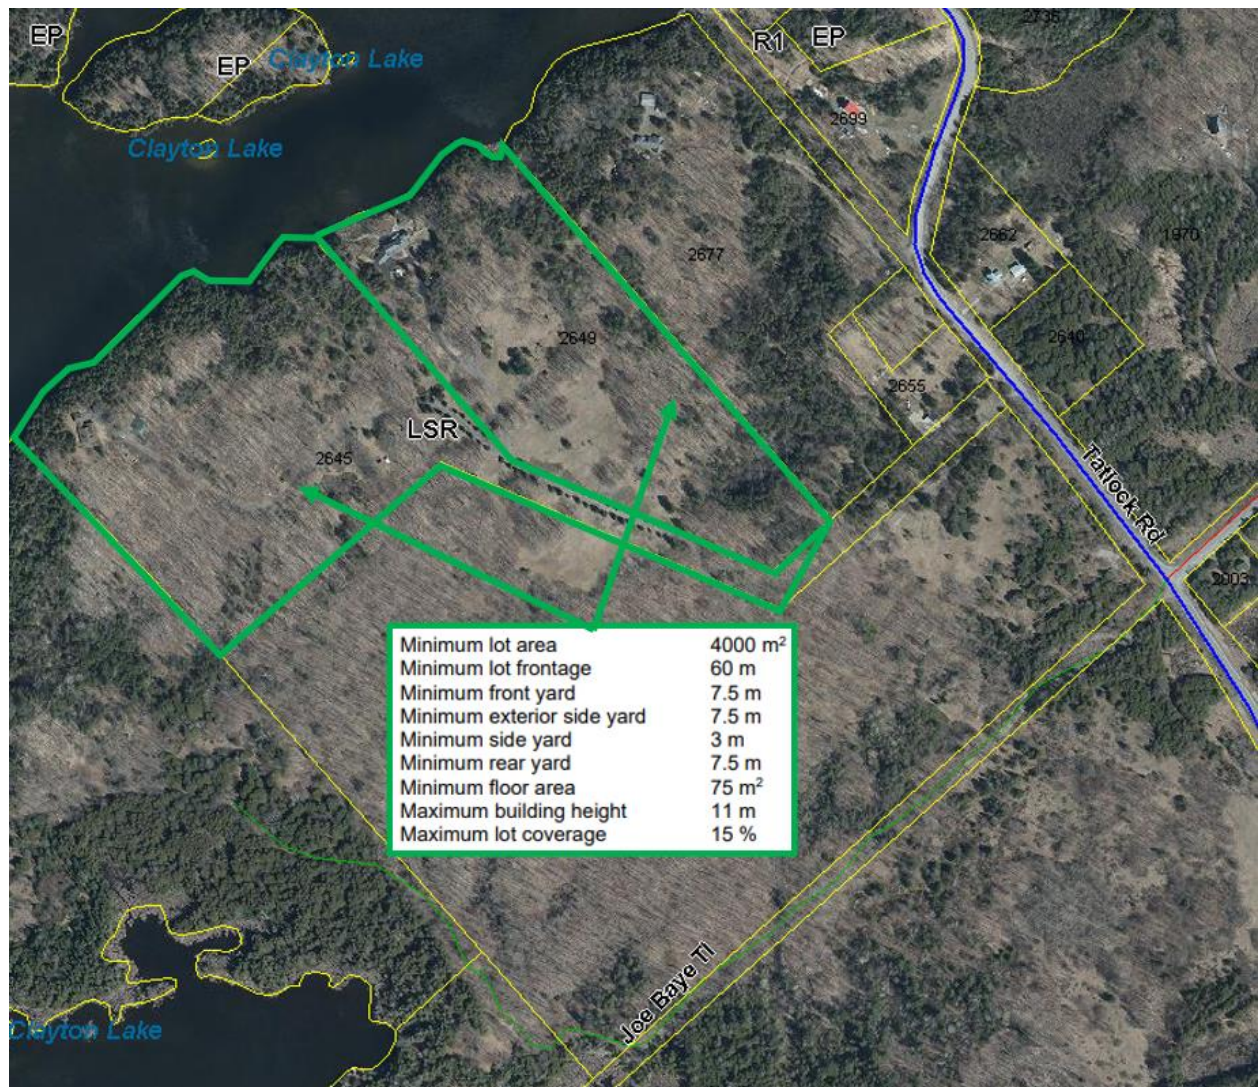 EP
EP
Clayton Lake
Clayton Lake
R1
EP
2735
2699
2662
1970
2677
2649
2640
2655
LSR
2645
Tatlock Rd
2003
Minimum lot area 4000 m²
Minimum lot frontage 60 m
Minimum front yard 7.5 m
Minimum exterior side yard 7.5 m
Minimum side yard 3 m
Minimum rear yard 7.5 m
Minimum floor area 75 m²
Maximum building height 11 m
Maximum lot coverage 15 %
Joe Baye Tl
Clayton Lake